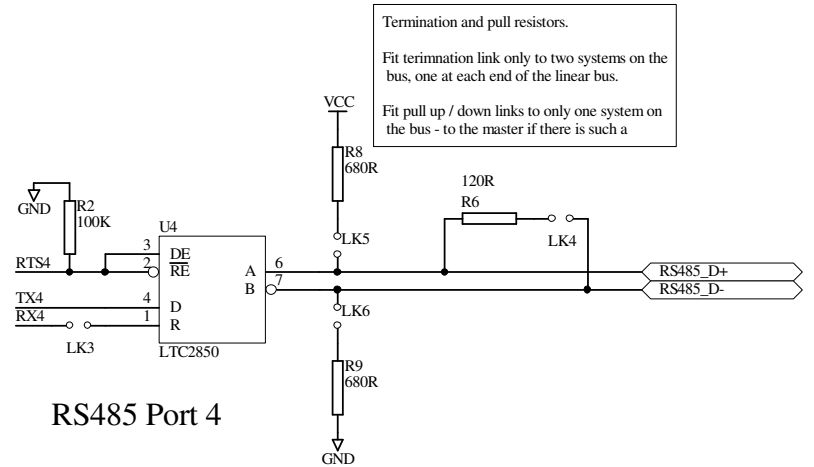 Termination and pull resistors.
Fit terimnation link only to two systems on the
bus, one at each end of the linear bus.
Fit pull up / down links to only one system on
the bus - to the master if there is such a
VCC
R8
680R
120R
R6
GND
R2
100K
U4
LK5
LK4
3
DE
RTS4
2
RE
A
6
RS485_D+
B
7
RS485_D-
TX4
4
D
LK6
RX4
1
R
LK3
LTC2850
R9
680R
RS485 Port 4
GND